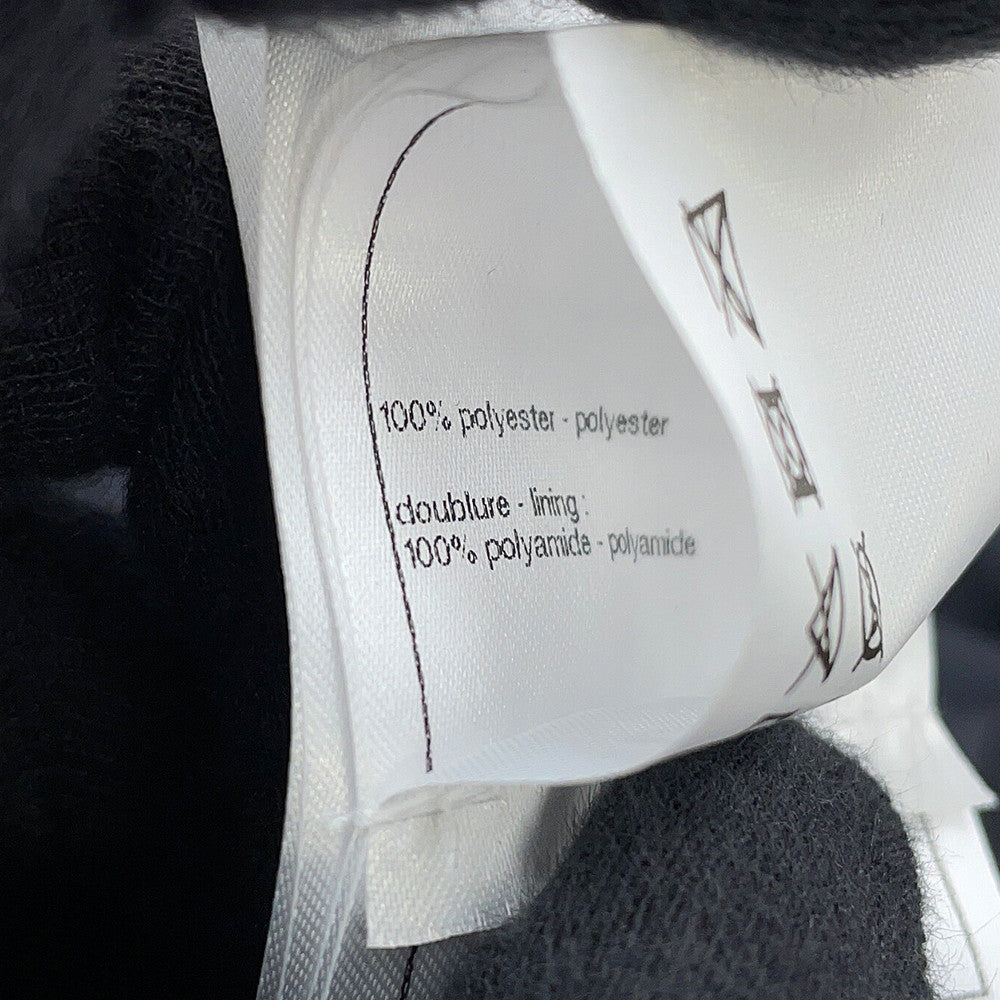 100% polyester - polyester
doublure - lining :
100% polyamide - polyamide